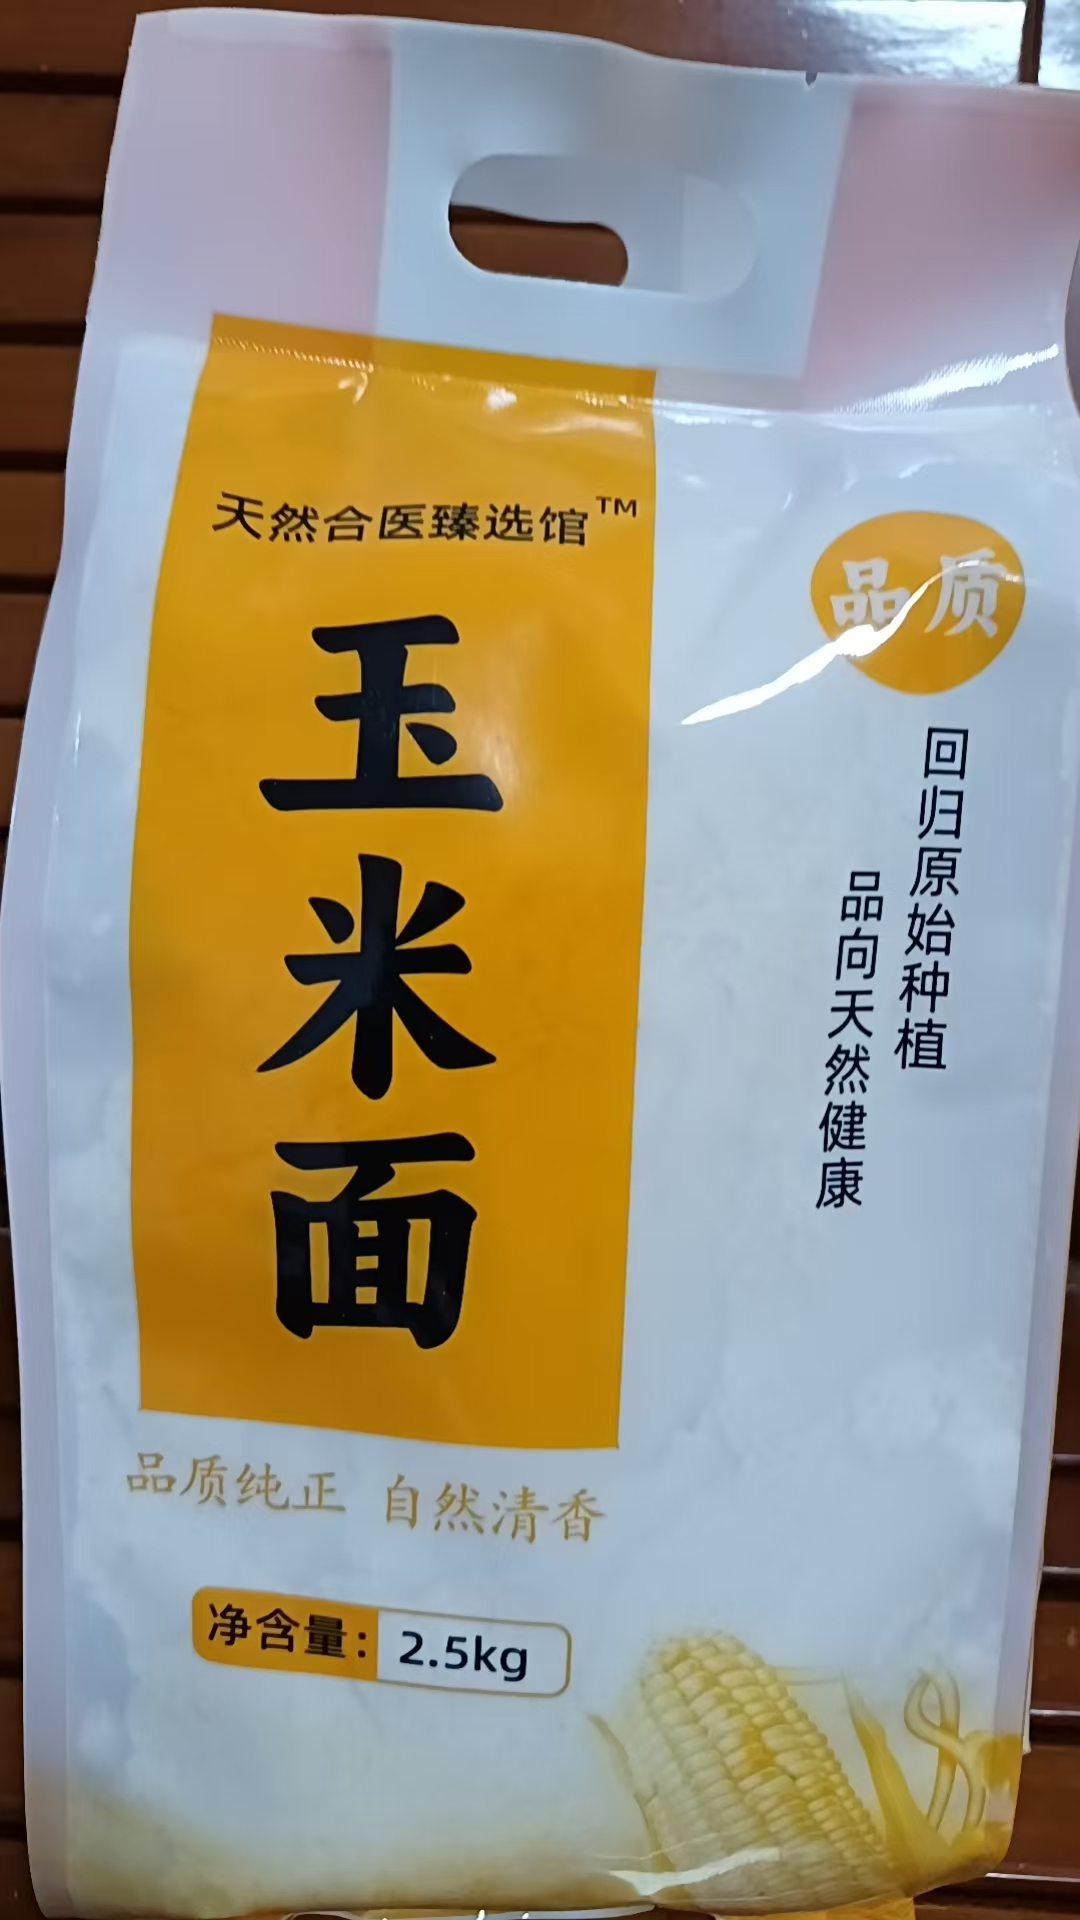 天然合医臻选馆™
玉米面
品质
回归原始种植
品向天然健康
品质纯正 自然清香
净含量：2.5kg